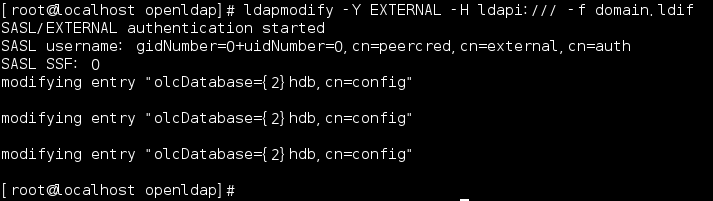 [root@localhost openldap]# ldapmodify -Y EXTERNAL -H ldapi:/// -f domain.ldif
SASL/EXTERNAL authentication started
SASL username: gidNumber=0+uidNumber=0,cn=peercred,cn=external,cn=auth
SASL SSF: 0
modifying entry "olcDatabase={2}hdb,cn=config"
modifying entry "olcDatabase={2}hdb,cn=config"
modifying entry "olcDatabase={2}hdb,cn=config"
[root@localhost openldap]#